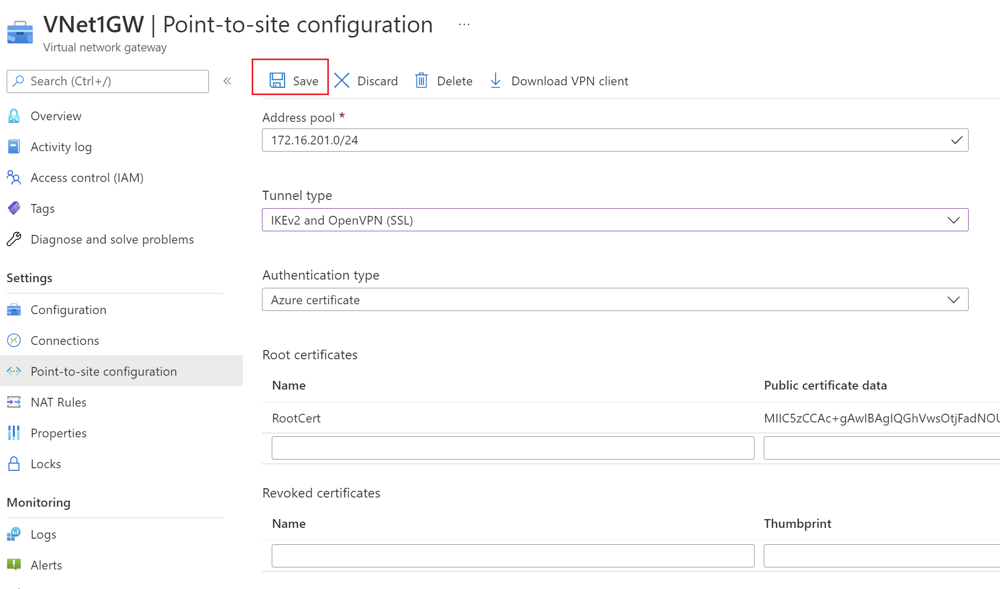 VNet1GW | Point-to-site configuration ...
Virtual network gateway
Search (Ctrl+/)
«
Save
Discard
Delete
Download VPN client
Overview
Activity log
Access control (IAM)
Tags
Diagnose and solve problems
Settings
Configuration
Connections
Point-to-site configuration
NAT Rules
Properties
Locks
Monitoring
Logs
Alerts
Address pool *
172.16.201.0/24
Tunnel type
IKEv2 and OpenVPN (SSL)
Authentication type
Azure certificate
Root certificates
Name Public certificate data
RootCert MIIC5zCCAc+gAwIBAgIQGhVwsOtjFadNOU
Revoked certificates
Name Thumbprint